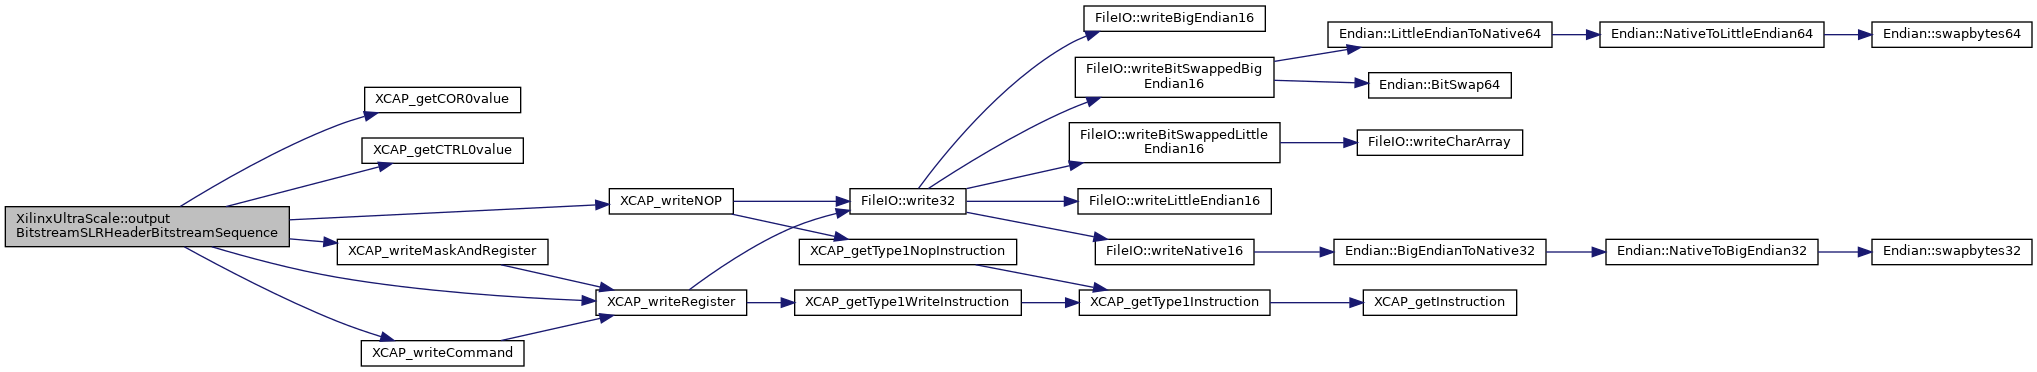 XilinxUltraScale::output
BitstreamSLRHeaderBitstreamSequence
XCAP_getCOR0value
XCAP_getCTRL0value
XCAP_writeNOP
XCAP_writeMaskAndRegister
XCAP_writeRegister
XCAP_writeCommand
FileIO::write32
XCAP_getType1NopInstruction
XCAP_getType1WriteInstruction
FileIO::writeBigEndian16
FileIO::writeBitSwappedBig
Endian16
FileIO::writeBitSwappedLittle
Endian16
FileIO::writeLittleEndian16
FileIO::writeNative16
XCAP_getType1Instruction
Endian::LittleEndianToNative64
Endian::BitSwap64
FileIO::writeCharArray
Endian::BigEndianToNative32
XCAP_getInstruction
Endian::NativeToLittleEndian64
Endian::NativeToBigEndian32
Endian::swapbytes64
Endian::swapbytes32